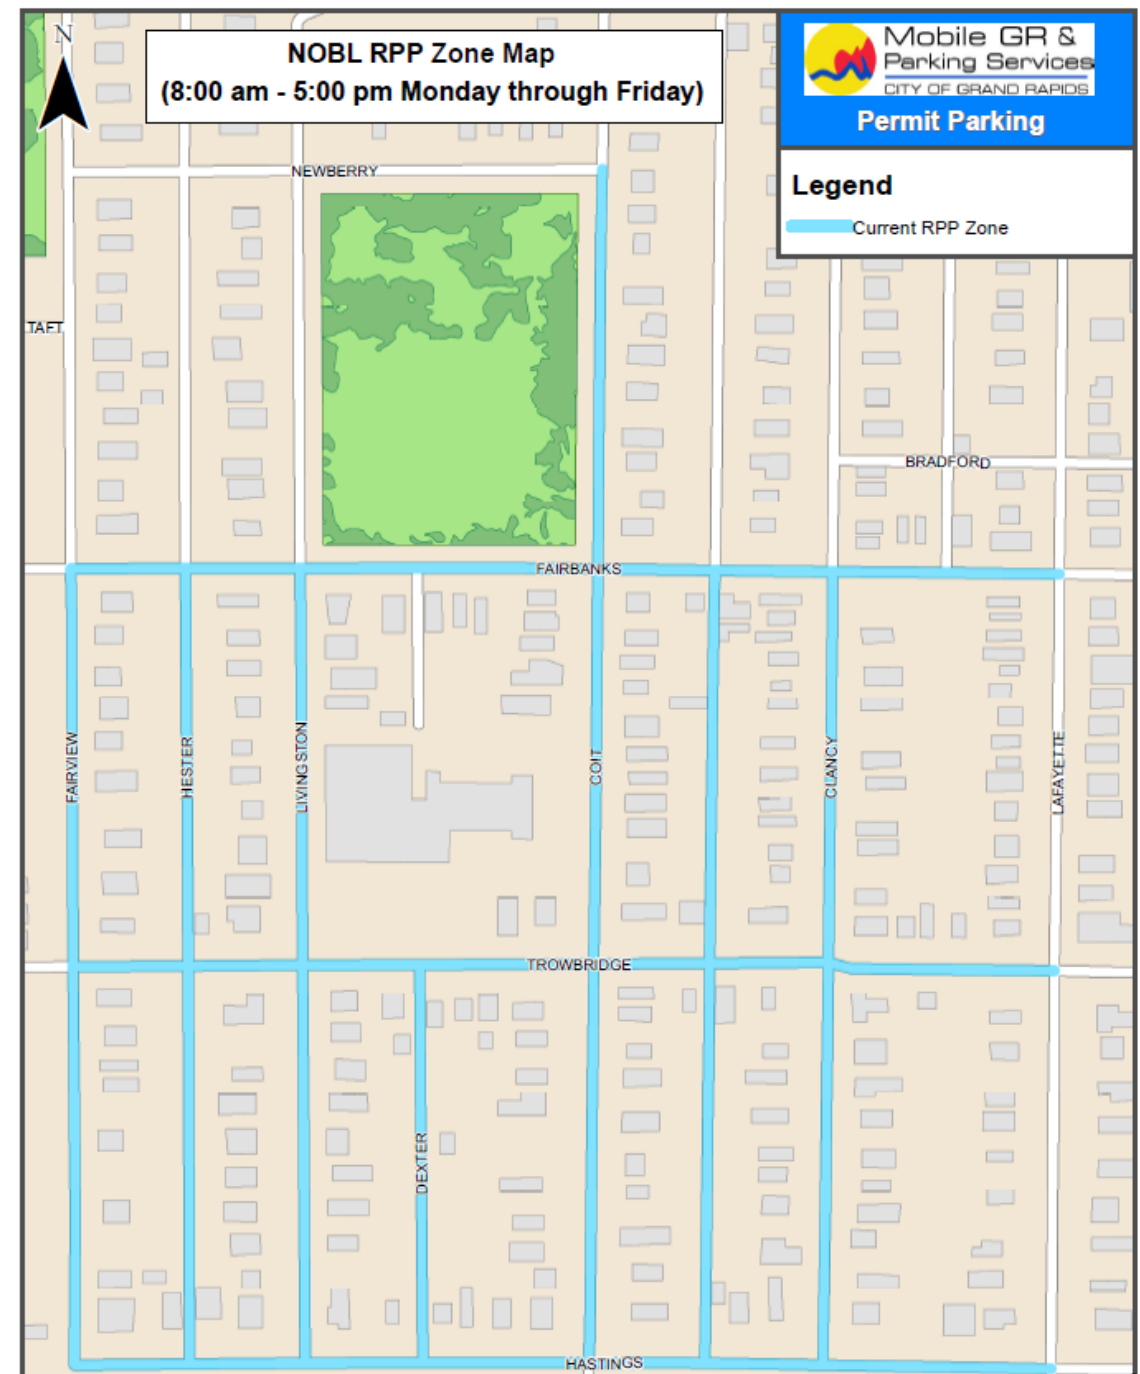 N
NOBL RPP Zone Map
(8:00 am - 5:00 pm Monday through Friday)
Mobile GR &
Parking Services
CITY OF GRAND RAPIDS
Permit Parking
Legend
Current RPP Zone
NEWBERRY
TAFT
BRADFORD
FAIRBANKS
FAIRVIEW
HESTER
LIVINGSTON
COIT
CLANCY
LAFAYETTE
TROWBRIDGE
DEXTER
HASTINGS